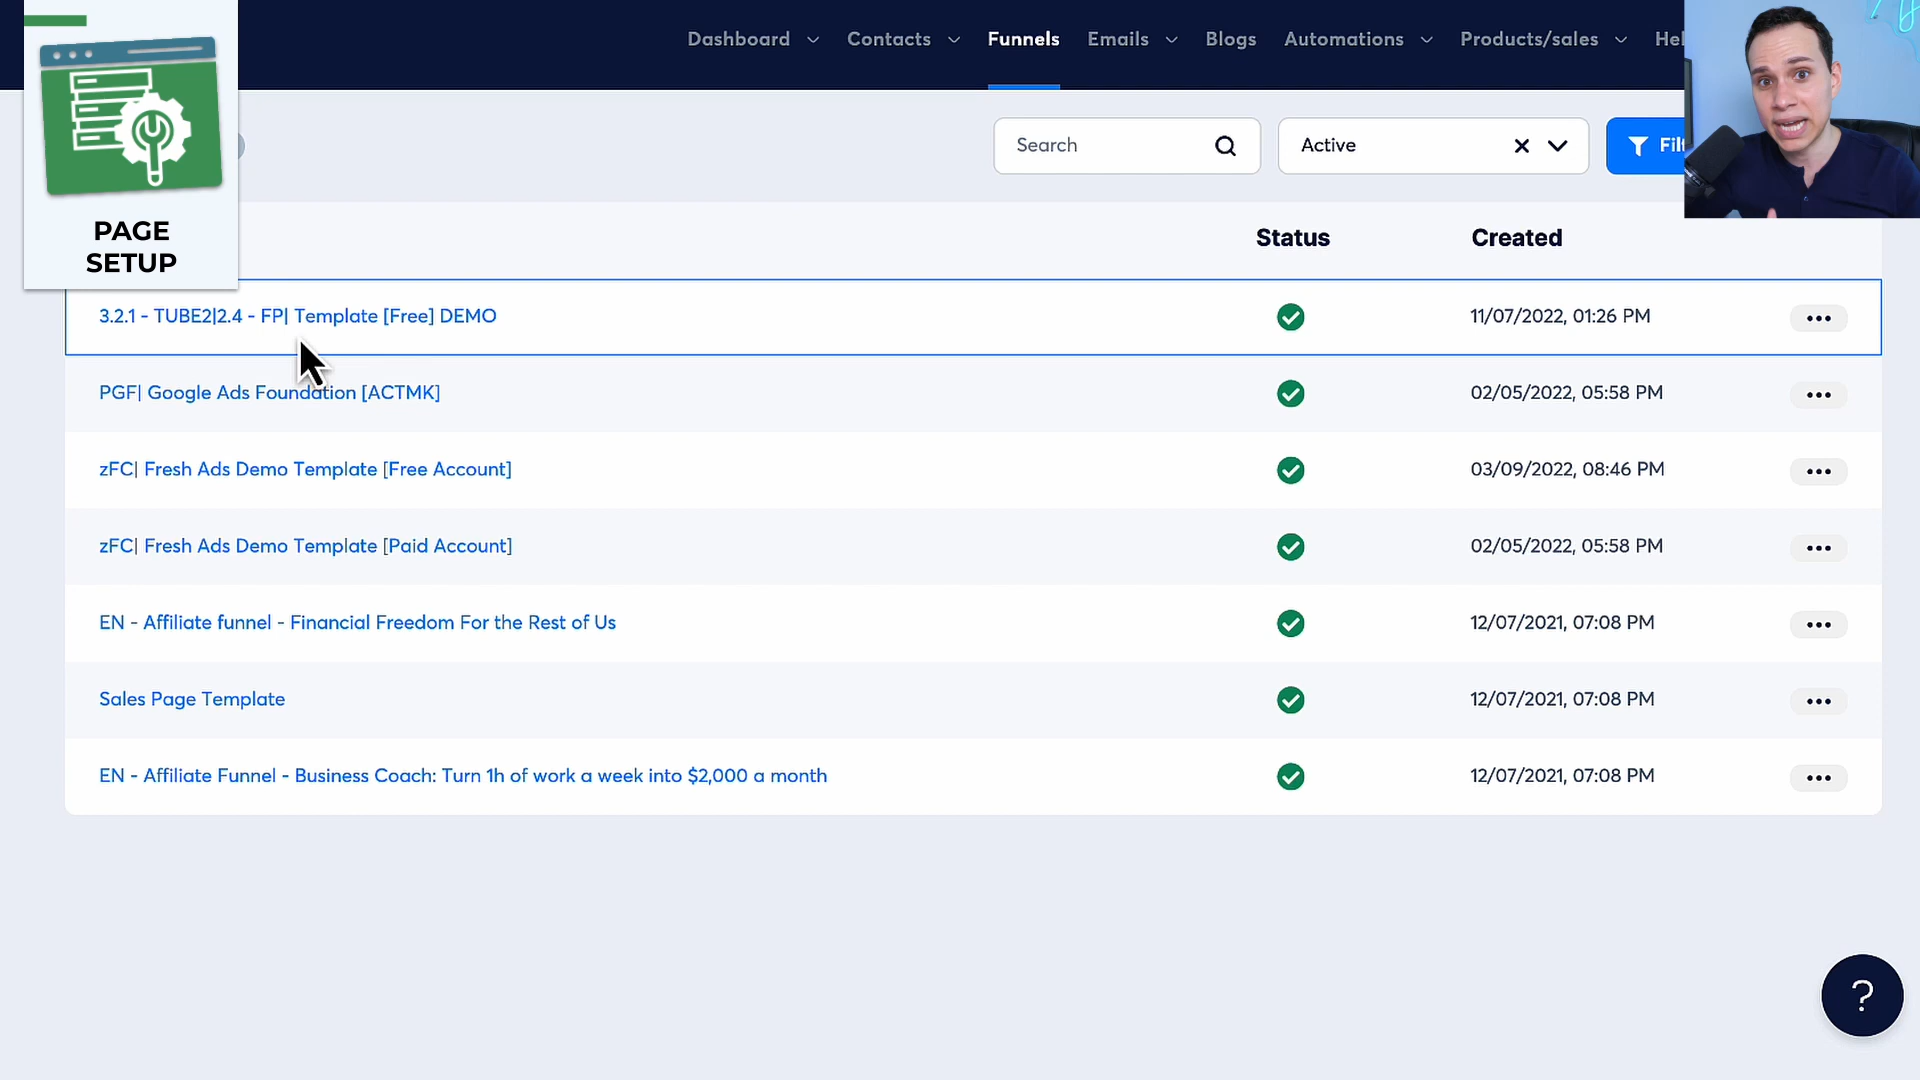 Dashboard Contacts Funnels Emails Blogs Automations Products/sales Hel
PAGE
SETUP
Search Active Filt
Status Created
3.2.1 - TUBE2|2.4 - FP| Template [Free] DEMO 11/07/2022, 01:26 PM
PGF| Google Ads Foundation [ACTMK] 02/05/2022, 05:58 PM
zFC| Fresh Ads Demo Template [Free Account] 03/09/2022, 08:46 PM
zFC| Fresh Ads Demo Template [Paid Account] 02/05/2022, 05:58 PM
EN - Affiliate funnel - Financial Freedom For the Rest of Us 12/07/2021, 07:08 PM
Sales Page Template 12/07/2021, 07:08 PM
EN - Affiliate Funnel - Business Coach: Turn 1h of work a week into $2,000 a month 12/07/2021, 07:08 PM
?